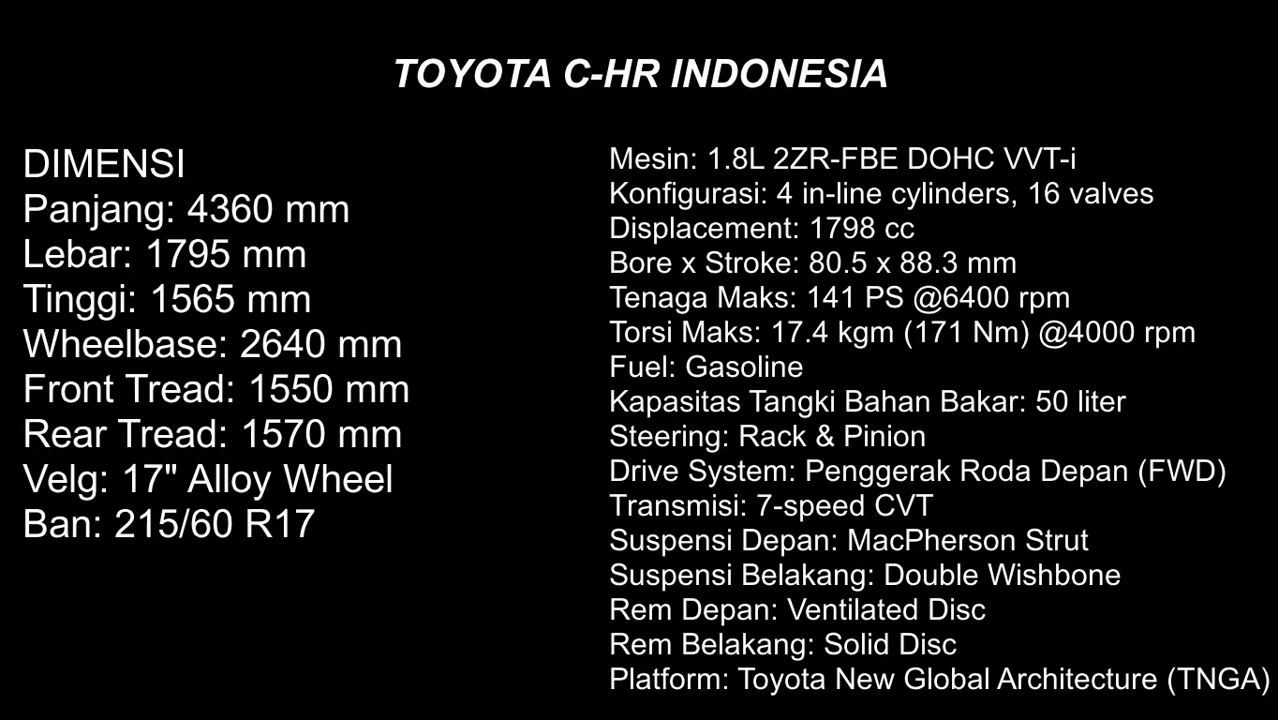 TOYOTA C-HR INDONESIA
DIMENSI
Panjang: 4360 mm
Lebar: 1795 mm
Tinggi: 1565 mm
Wheelbase: 2640 mm
Front Tread: 1550 mm
Rear Tread: 1570 mm
Velg: 17" Alloy Wheel
Ban: 215/60 R17
Mesin: 1.8L 2ZR-FBE DOHC VVT-i
Konfigurasi: 4 in-line cylinders, 16 valves
Displacement: 1798 cc
Bore x Stroke: 80.5 x 88.3 mm
Tenaga Maks: 141 PS @6400 rpm
Torsi Maks: 17.4 kgm (171 Nm) @4000 rpm
Fuel: Gasoline
Kapasitas Tangki Bahan Bakar: 50 liter
Steering: Rack & Pinion
Drive System: Penggerak Roda Depan (FWD)
Transmisi: 7-speed CVT
Suspensi Depan: MacPherson Strut
Suspensi Belakang: Double Wishbone
Rem Depan: Ventilated Disc
Rem Belakang: Solid Disc
Platform: Toyota New Global Architecture (TNGA)